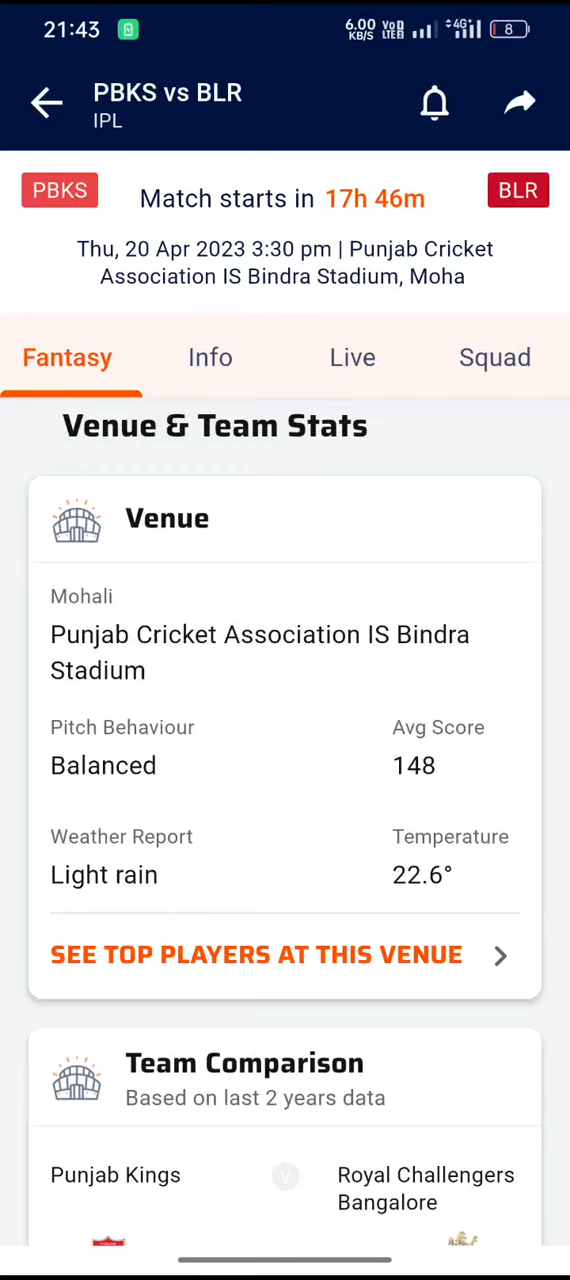 21:43 6.00 KB/S VoD LTE2 4G+ 8
PBKS vs BLR
IPL
PBKS Match starts in 17h 46m BLR
Thu, 20 Apr 2023 3:30 pm | Punjab Cricket
Association IS Bindra Stadium, Moha
Fantasy Info Live Squad
Venue & Team Stats
Venue
Mohali
Punjab Cricket Association IS Bindra
Stadium
Pitch Behaviour Avg Score
Balanced 148
Weather Report Temperature
Light rain 22.6°
SEE TOP PLAYERS AT THIS VENUE
Team Comparison
Based on last 2 years data
Punjab Kings V Royal Challengers
Bangalore